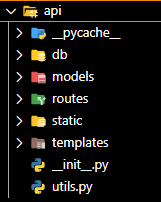 api
__pycache__
db
models
routes
static
templates
__init__.py
utils.py